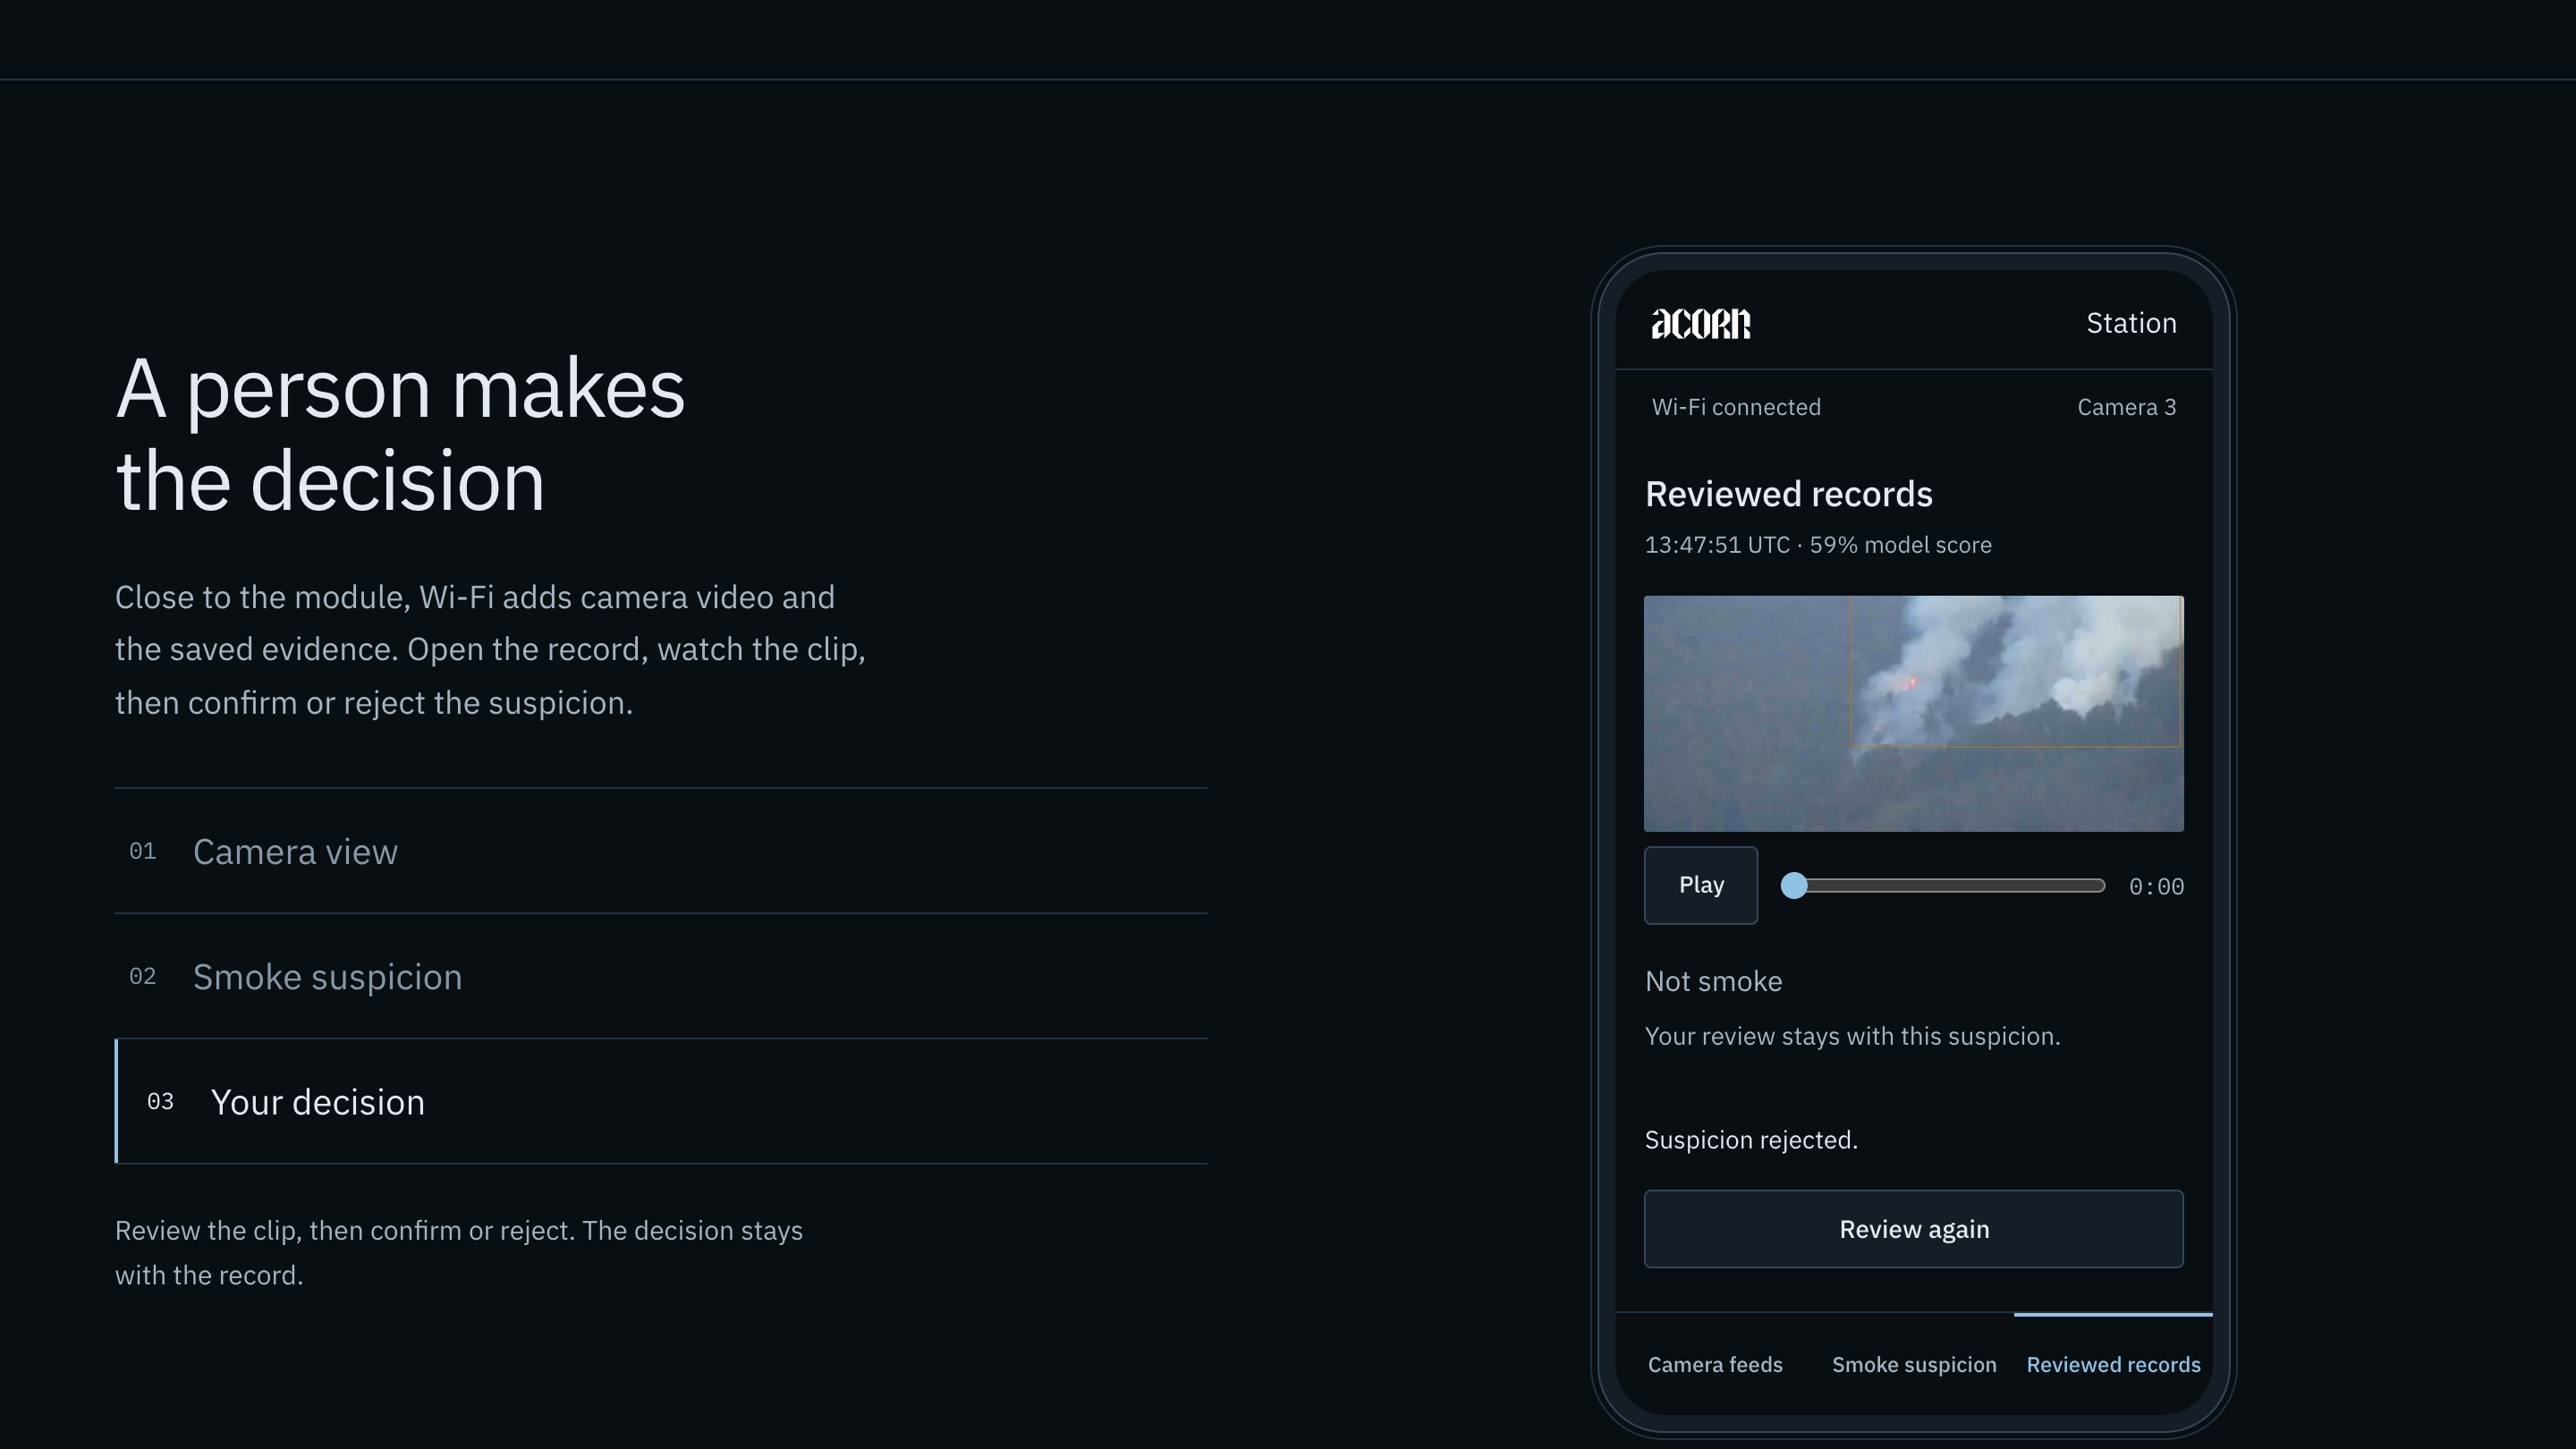 A person makes
the decision
Close to the module, Wi-Fi adds camera video and
the saved evidence. Open the record, watch the clip,
then confirm or reject the suspicion.
01 Camera view
02 Smoke suspicion
03 Your decision
Review the clip, then confirm or reject. The decision stays
with the record.
acorn
Station
Wi-Fi connected
Camera 3
Reviewed records
13:47:51 UTC · 59% model score
Play
0:00
Not smoke
Your review stays with this suspicion.
Suspicion rejected.
Review again
Camera feeds
Smoke suspicion
Reviewed records